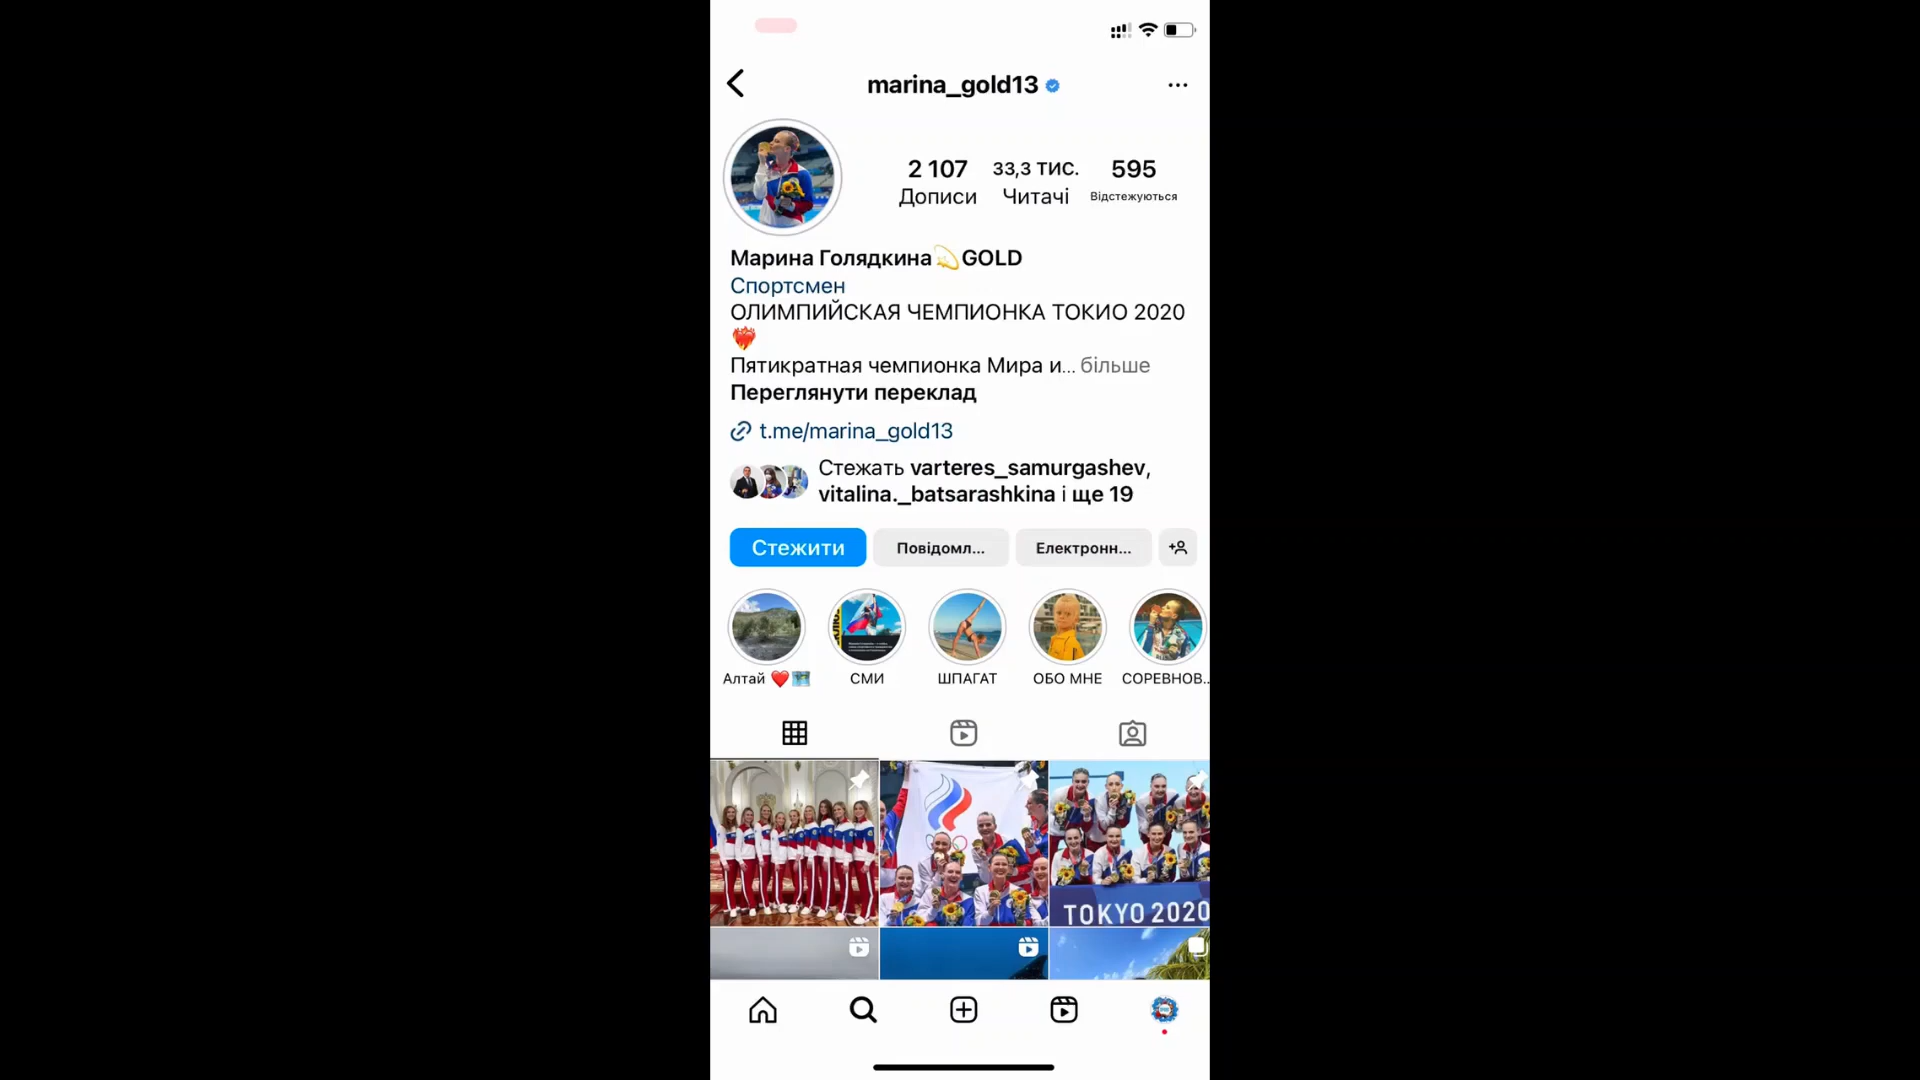 marina_gold13
2 107
33,3 тис.
595
Дописи
Читачі
Відстежуються
Марина Голядкина💫GOLD
Спортсмен
ОЛИМПИЙСКАЯ ЧЕМПИОНКА ТОКИО 2020
❤️‍🔥
Пятикратная чемпионка Мира и... більше
Переглянути переклад
t.me/marina_gold13
Стежать varteres_samurgashev,
vitalina._batsarashkina і ще 19
Стежити
Повідомл...
Електронн...
Алтай ❤️🏞️
СМИ
ШПАГАТ
ОБО МНЕ
СОРЕВНОВ...
TOKYO 2020